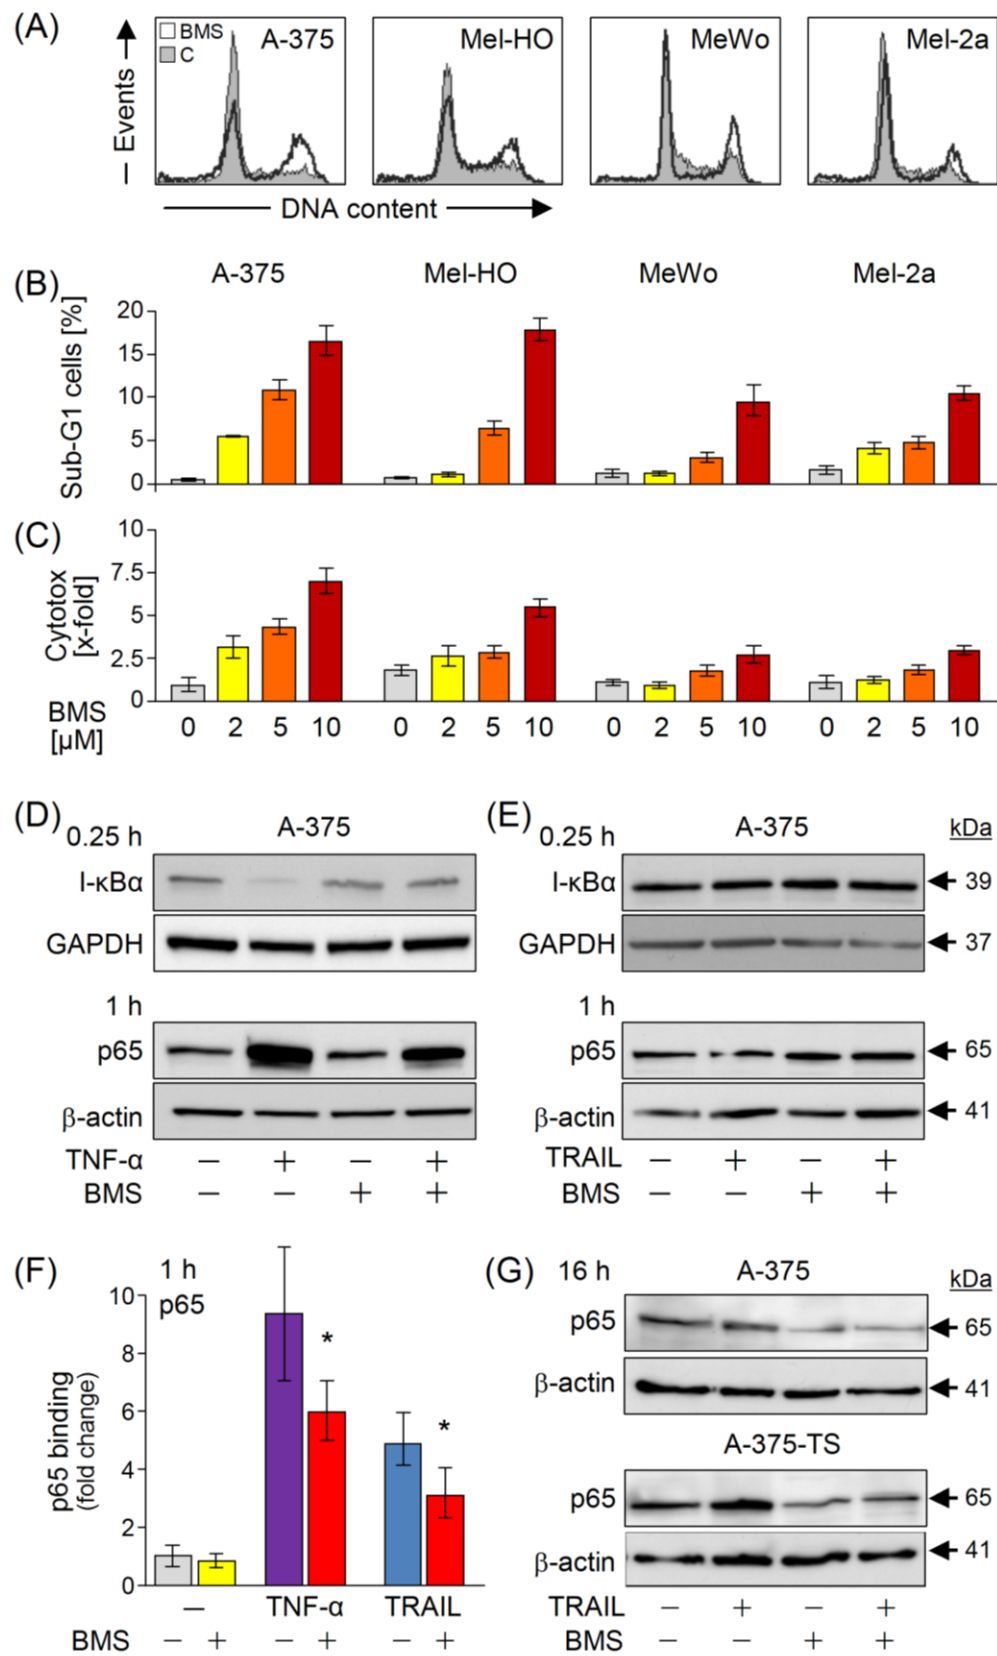 (A)
BMS
C
A-375
Mel-HO
MeWo
Mel-2a
Events
DNA content
(B)
A-375
Mel-HO
MeWo
Mel-2a
Sub-G1 cells [%]
20
15
10
5
0
(C)
Cytotox
[x-fold]
10
7.5
5
2.5
0
BMS
[µM]
0 2 5 10 0 2 5 10 0 2 5 10 0 2 5 10
(D)
0.25 h
A-375
I-κBα
GAPDH
1 h
p65
β-actin
TNF-α – + – +
BMS – – + +
(E)
0.25 h
A-375
kDa
I-κBα 39
GAPDH 37
1 h
p65 65
β-actin 41
TRAIL – + – +
BMS – – + +
(F)
1 h
p65
p65 binding
(fold change)
10
8
6
4
2
0
*
*
– TNF-α TRAIL
BMS – + – + – +
(G)
16 h
A-375
kDa
p65 65
β-actin 41
A-375-TS
p65 65
β-actin 41
TRAIL – + – +
BMS – – + +